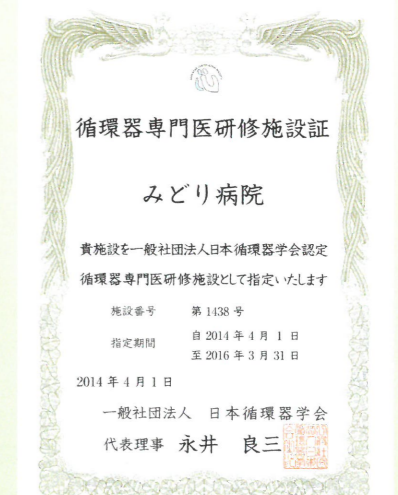 循環器専門医研修施設証
みどり病院
貴施設を一般社団法人日本循環器学会認定
循環器専門医研修施設として指定いたします
施設番号 第 1438 号
指定期間 自 2014 年 4 月 1 日
至 2016 年 3 月 31 日
2014 年 4 月 1 日
一般社団法人 日本循環器学会
代表理事 永井 良三